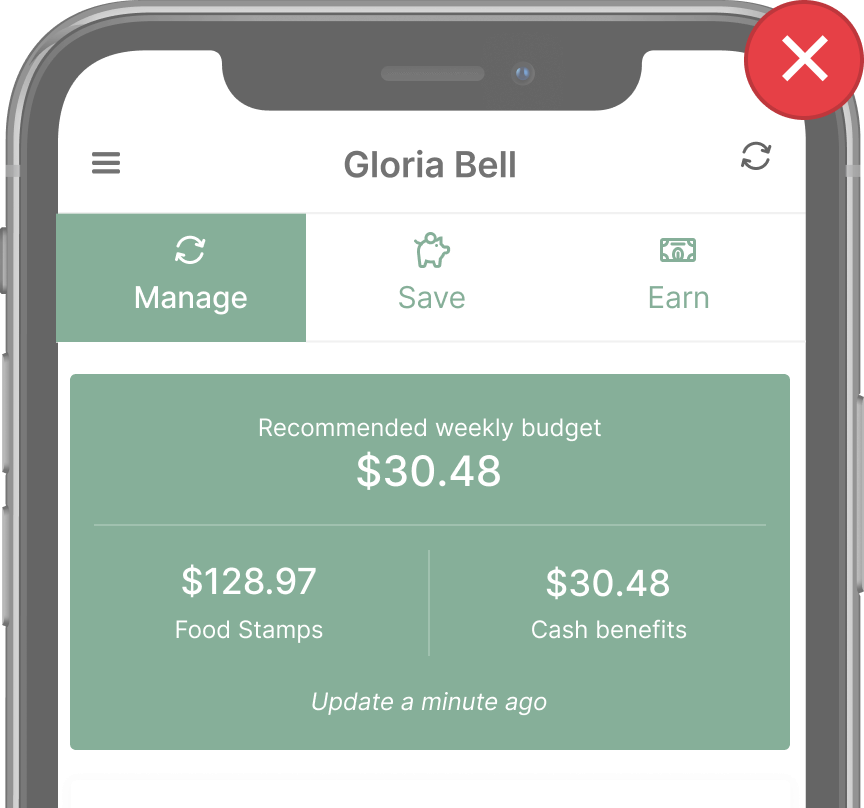 Gloria Bell
Manage
Save
Earn
Recommended weekly budget
$30.48
$128.97
$30.48
Food Stamps
Cash benefits
Update a minute ago